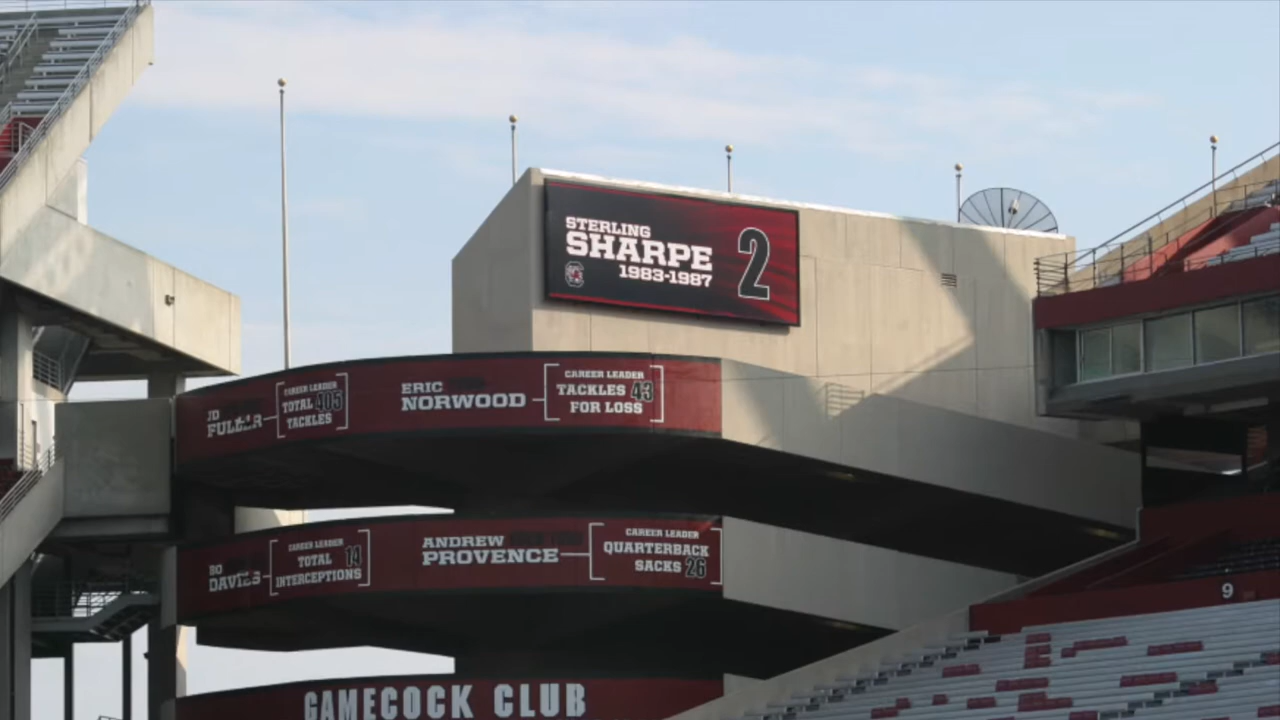 STERLING
SHARPE
1983-1987
2
JD
FULLER
CAREER LEADER
TOTAL 405
TACKLES
ERIC
NORWOOD
CAREER LEADER
TACKLES 43
FOR LOSS
BO
DAVIES
CAREER LEADER
TOTAL 14
INTERCEPTIONS
ANDREW
PROVENCE
CAREER LEADER
QUARTERBACK
SACKS 26
9
GAMECOCK CLUB